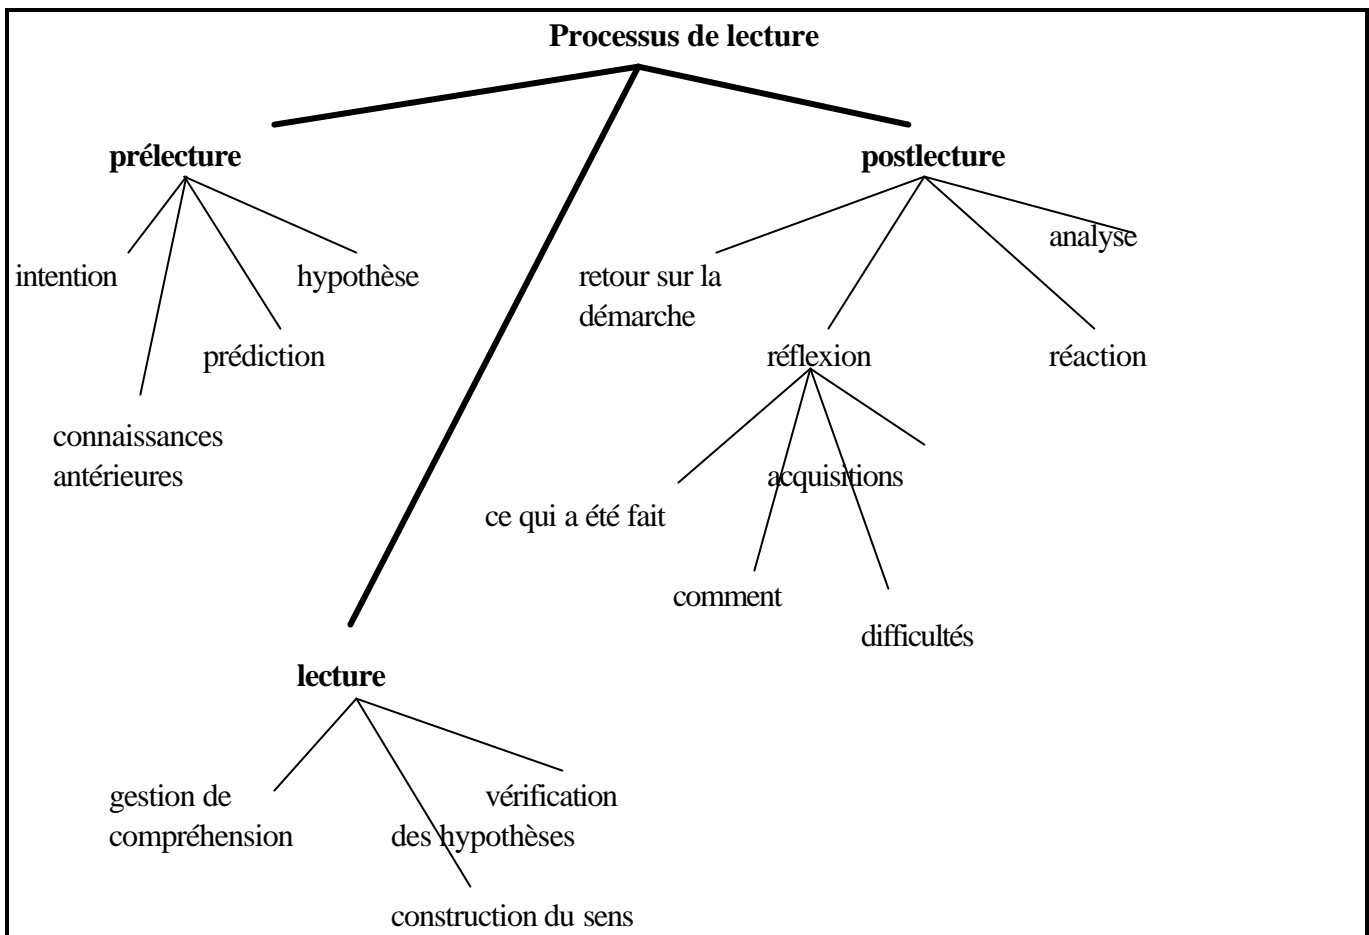 Processus de lecture
prélecture
postlecture
analyse
intention
hypothèse
retour sur la
démarche
prédiction
réflexion
réaction
connaissances
antérieures
acquisitions
ce qui a été fait
comment
difficultés
lecture
gestion de
compréhension
vérification
des hypothèses
construction du sens